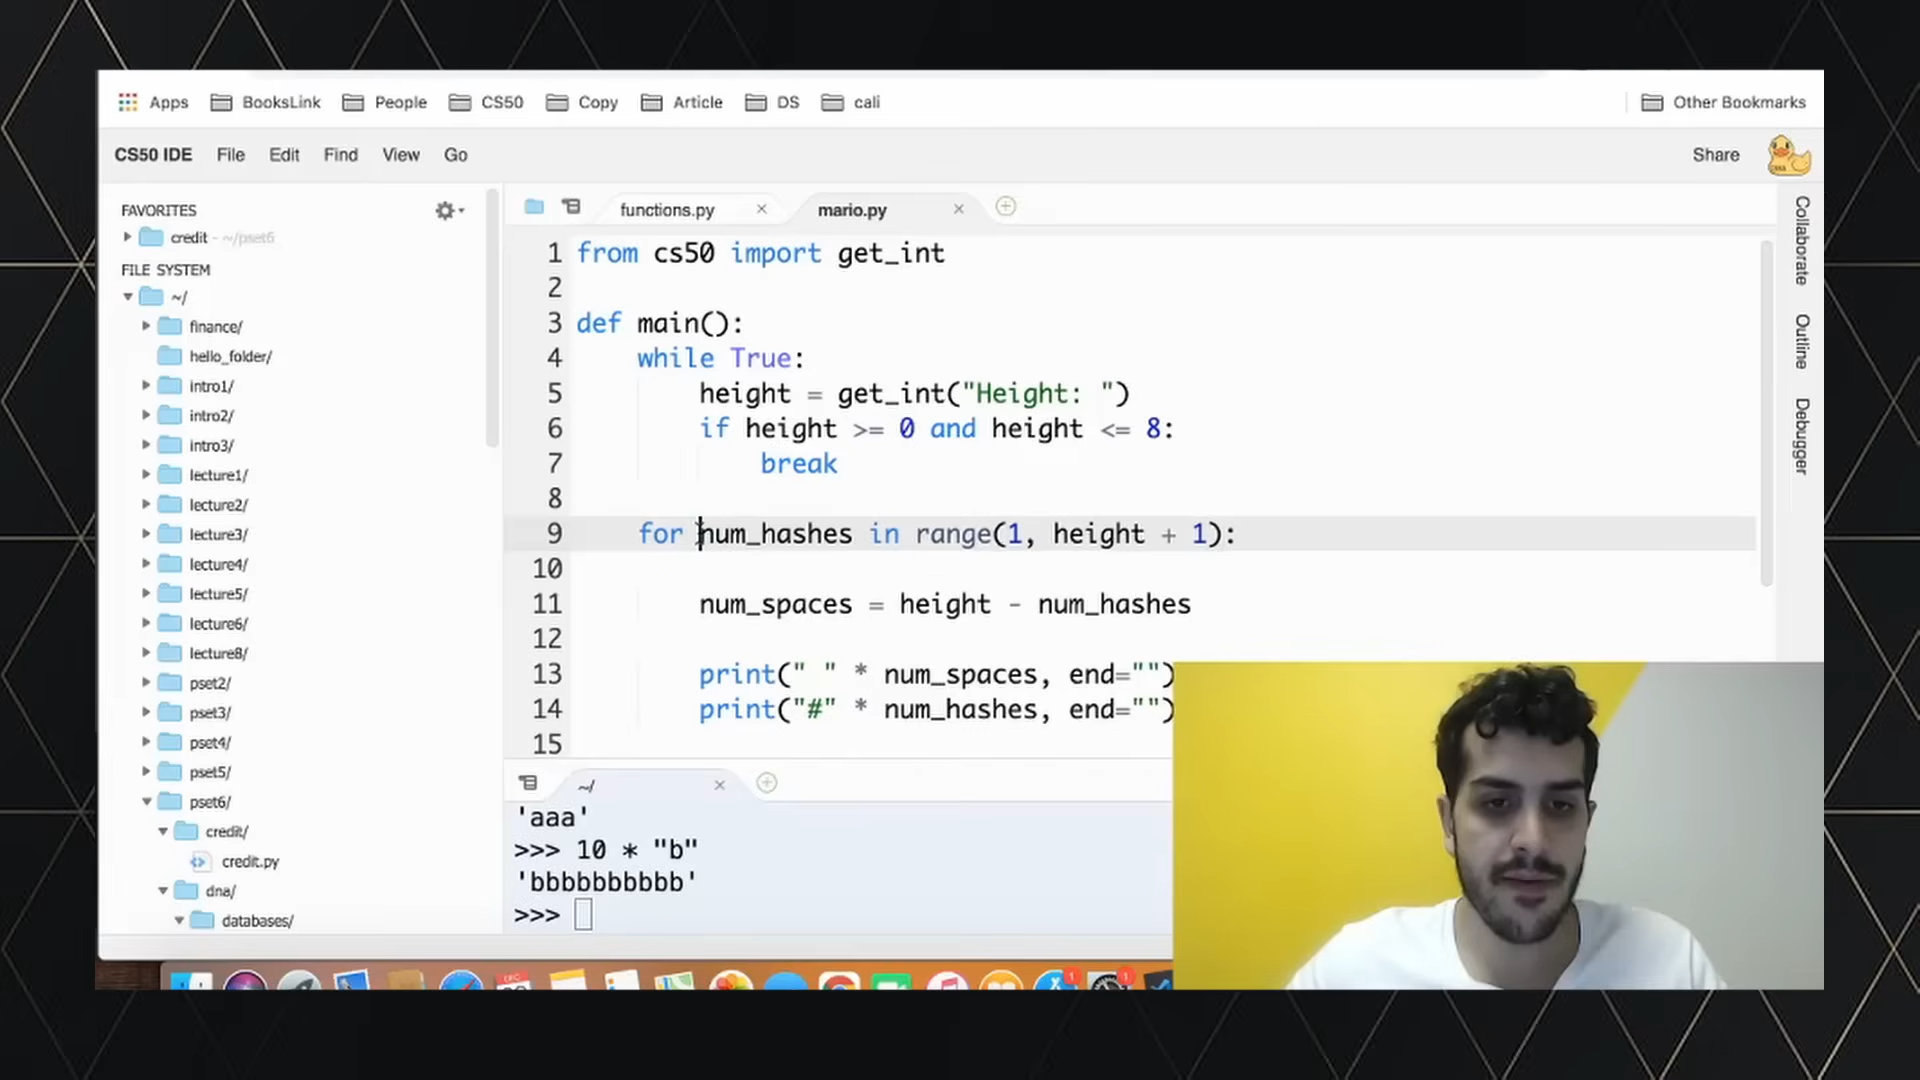 Apps BooksLink People CS50 Copy Article DS cali Other Bookmarks
CS50 IDE File Edit Find View Go Share
FAVORITES
credit - ~/pset6
FILE SYSTEM
~/
finance/
hello_folder/
intro1/
intro2/
intro3/
lecture1/
lecture2/
lecture3/
lecture4/
lecture5/
lecture6/
lecture8/
pset2/
pset3/
pset4/
pset5/
pset6/
credit/
credit.py
dna/
databases/
functions.py mario.py
1 from cs50 import get_int
2
3 def main():
4 while True:
5 height = get_int("Height: ")
6 if height >= 0 and height <= 8:
7 break
8
9 for num_hashes in range(1, height + 1):
10
11 num_spaces = height - num_hashes
12
13 print(" " * num_spaces, end="")
14 print("#" * num_hashes, end="")
15
~/
'aaa'
>>> 10 * "b"
'bbbbbbbbbb'
>>>
Collaborate
Outline
Debugger
1
1